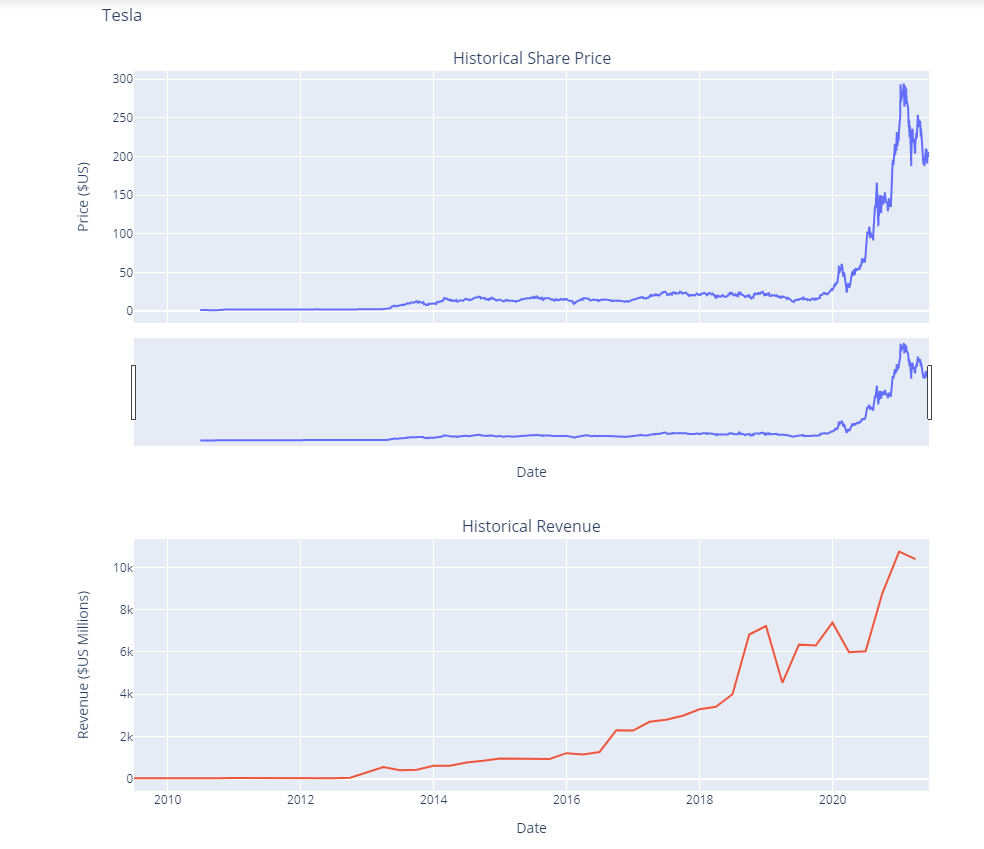 Tesla
Historical Share Price
Price ($US)
300
250
200
150
100
50
0
Date
Historical Revenue
Revenue ($US Millions)
10k
8k
6k
4k
2k
0
2010 2012 2014 2016 2018 2020
Date